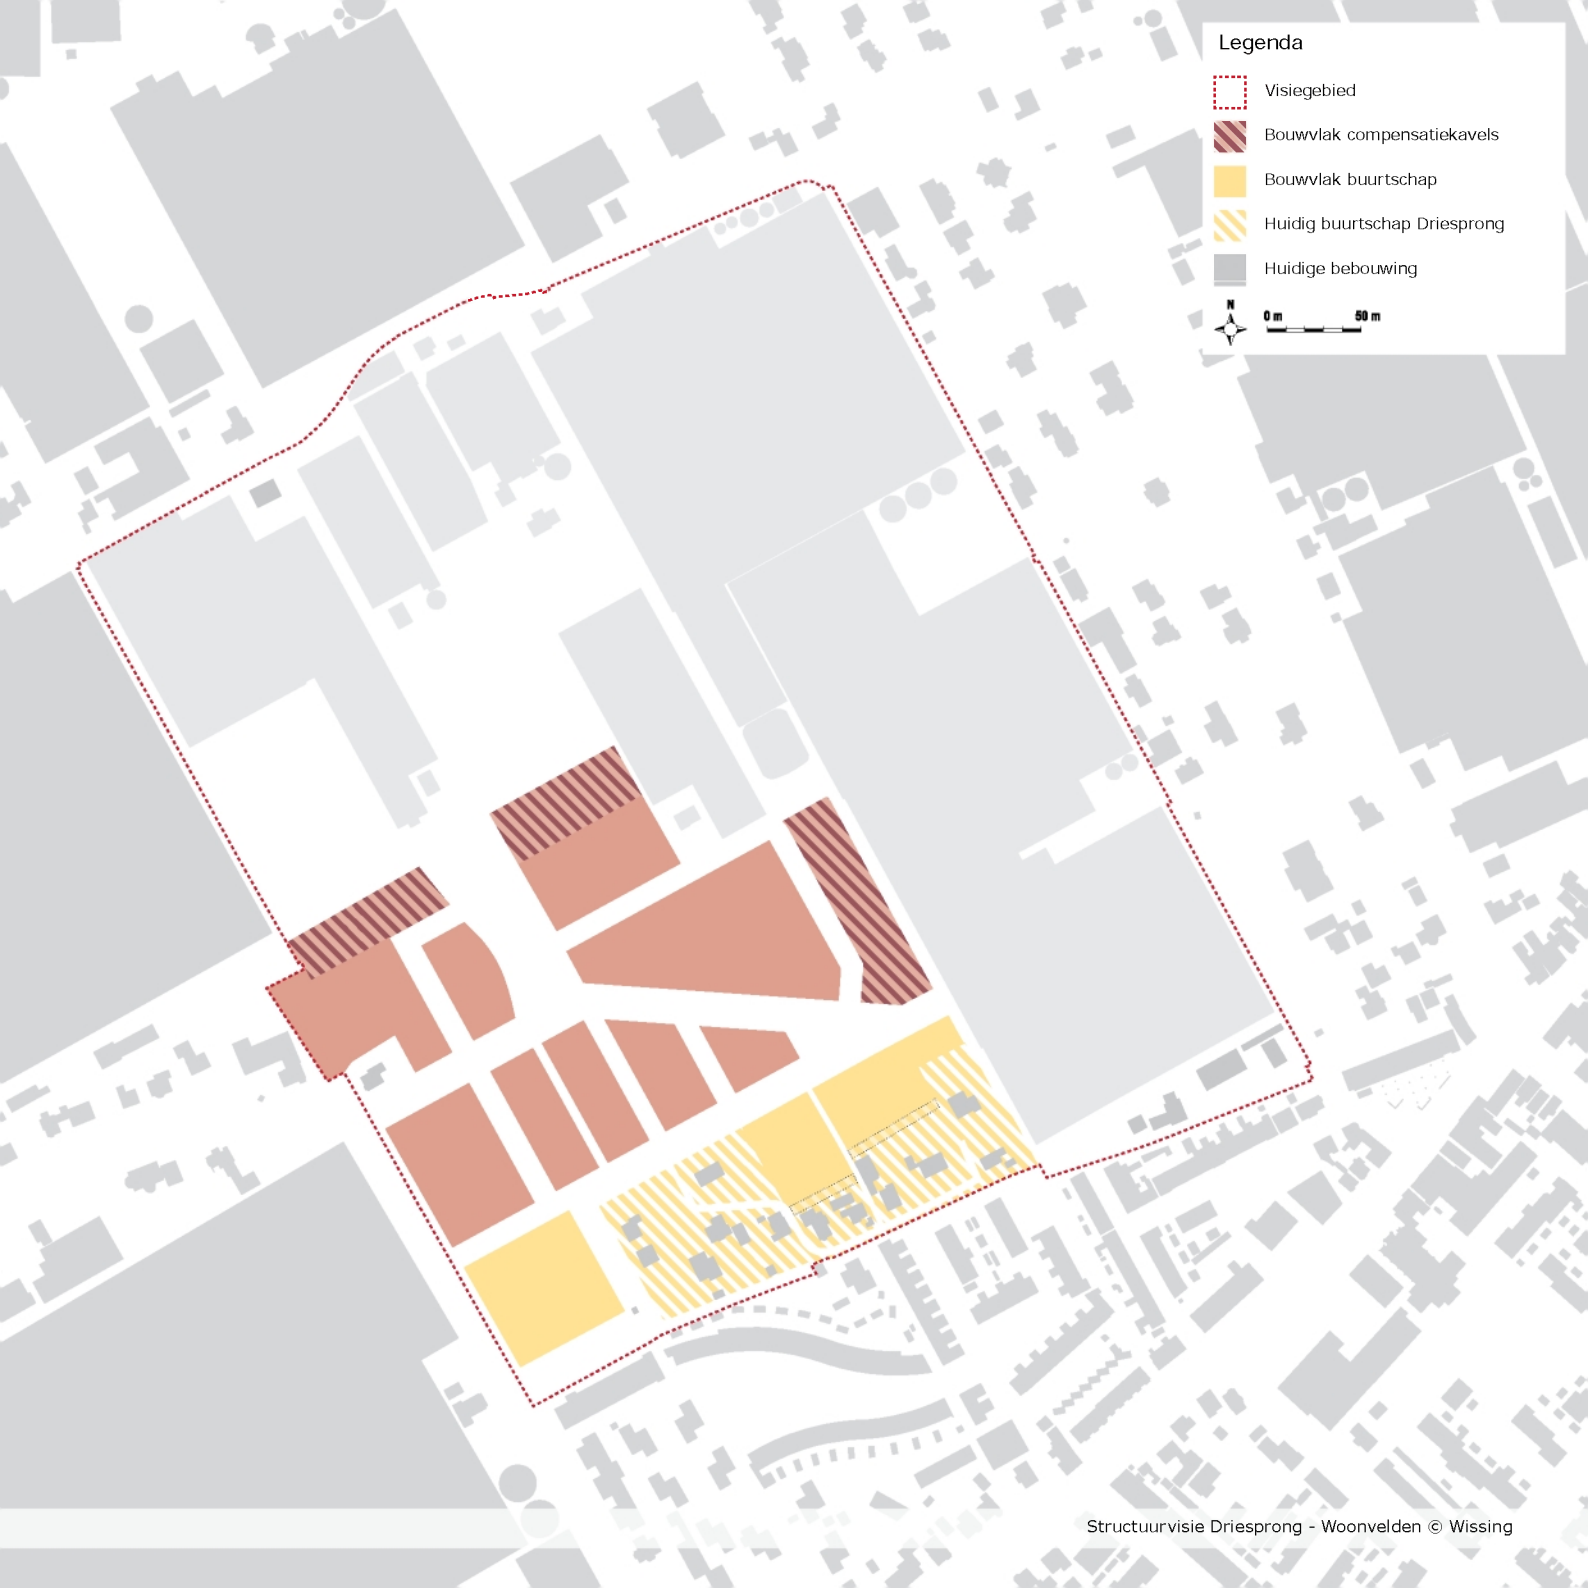 Legenda
Visiegebied
Bouwvlak compensatiekavels
Bouwvlak buurtschap
Huidig buurtschap Driesprong
Huidige bebouwing
N
0 m 50 m
Structuurvisie Driesprong - Woonvelden © Wissing